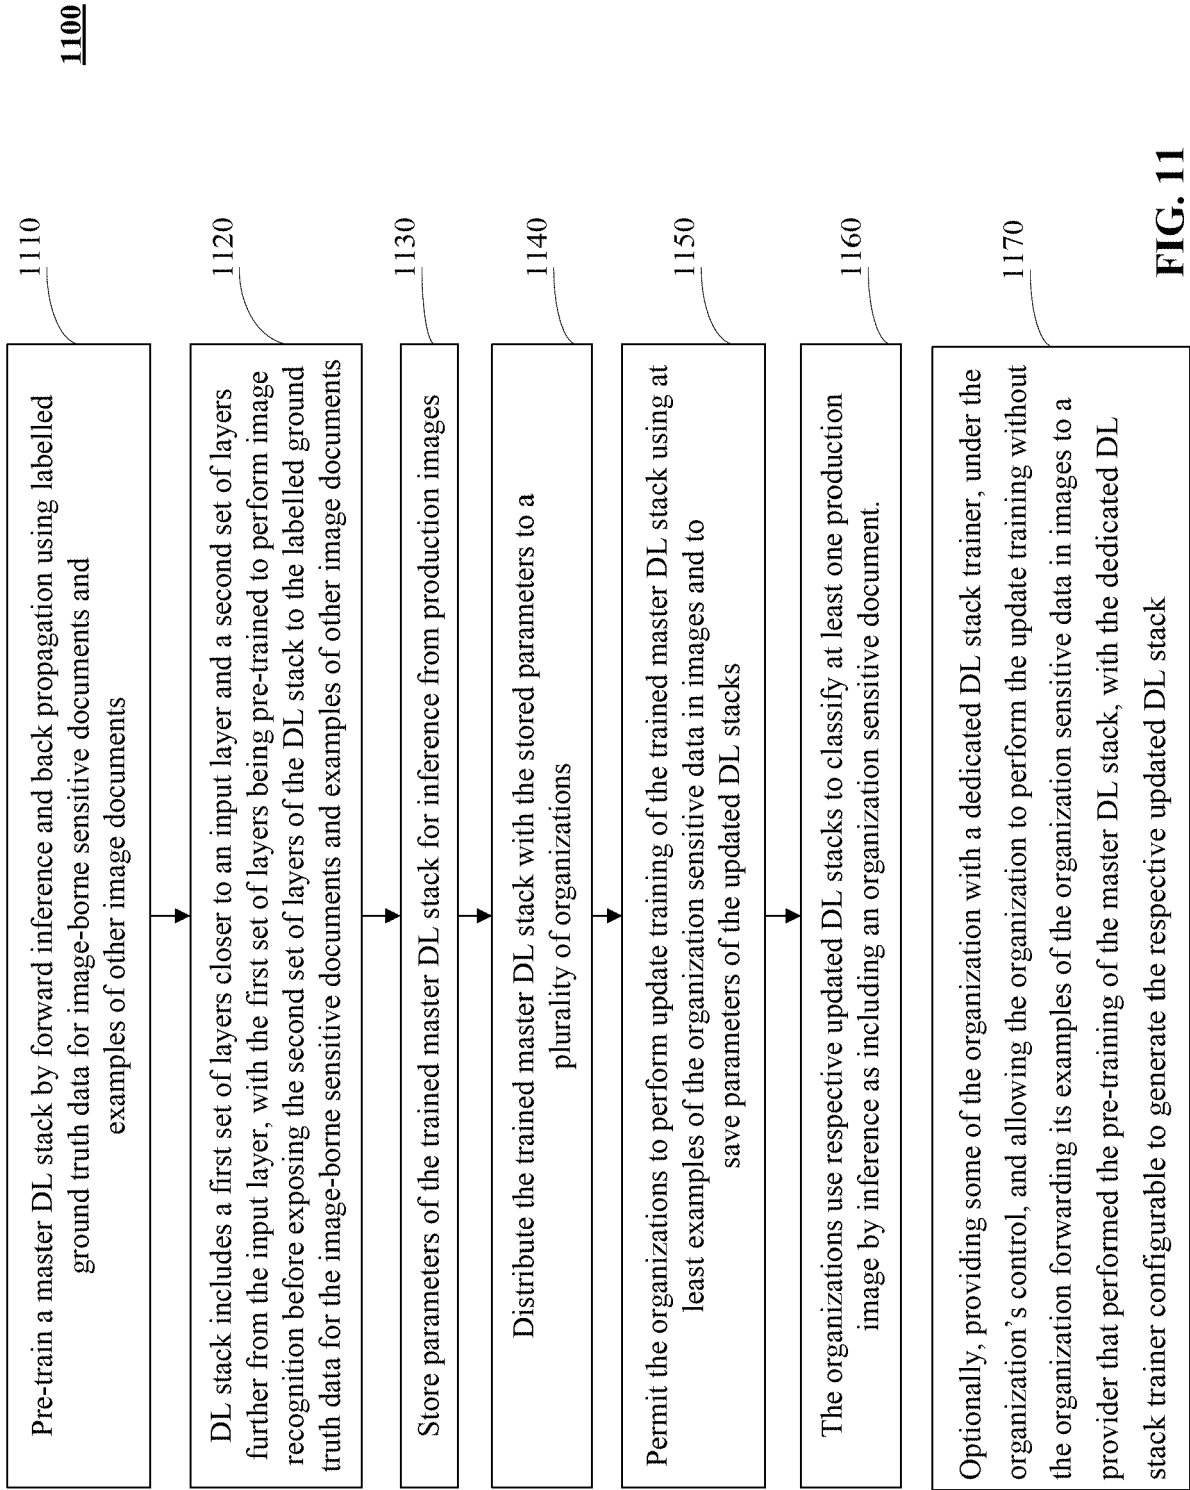 1100
Pre-train a master DL stack by forward inference and back propagation using labelled
ground truth data for image-borne sensitive documents and
examples of other image documents
1110
DL stack includes a first set of layers closer to an input layer and a second set of layers
further from the input layer, with the first set of layers being pre-trained to perform image
recognition before exposing the second set of layers of the DL stack to the labelled ground
truth data for the image-borne sensitive documents and examples of other image documents
1120
Store parameters of the trained master DL stack for inference from production images
1130
Distribute the trained master DL stack with the stored parameters to a
plurality of organizations
1140
Permit the organizations to perform update training of the trained master DL stack using at
least examples of the organization sensitive data in images and to
save parameters of the updated DL stacks
1150
The organizations use respective updated DL stacks to classify at least one production
image by inference as including an organization sensitive document.
1160
Optionally, providing some of the organization with a dedicated DL stack trainer, under the
organization’s control, and allowing the organization to perform the update training without
the organization forwarding its examples of the organization sensitive data in images to a
provider that performed the pre-training of the master DL stack, with the dedicated DL
stack trainer configurable to generate the respective updated DL stack
1170
FIG. 11